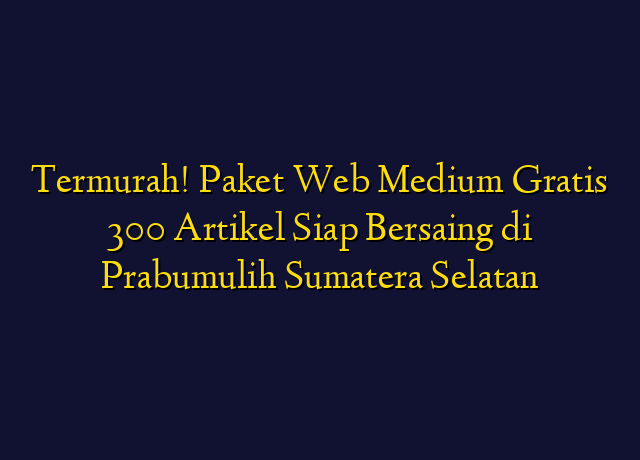 Termurah! Paket Web Medium Gratis
300 Artikel Siap Bersaing di
Prabumulih Sumatera Selatan